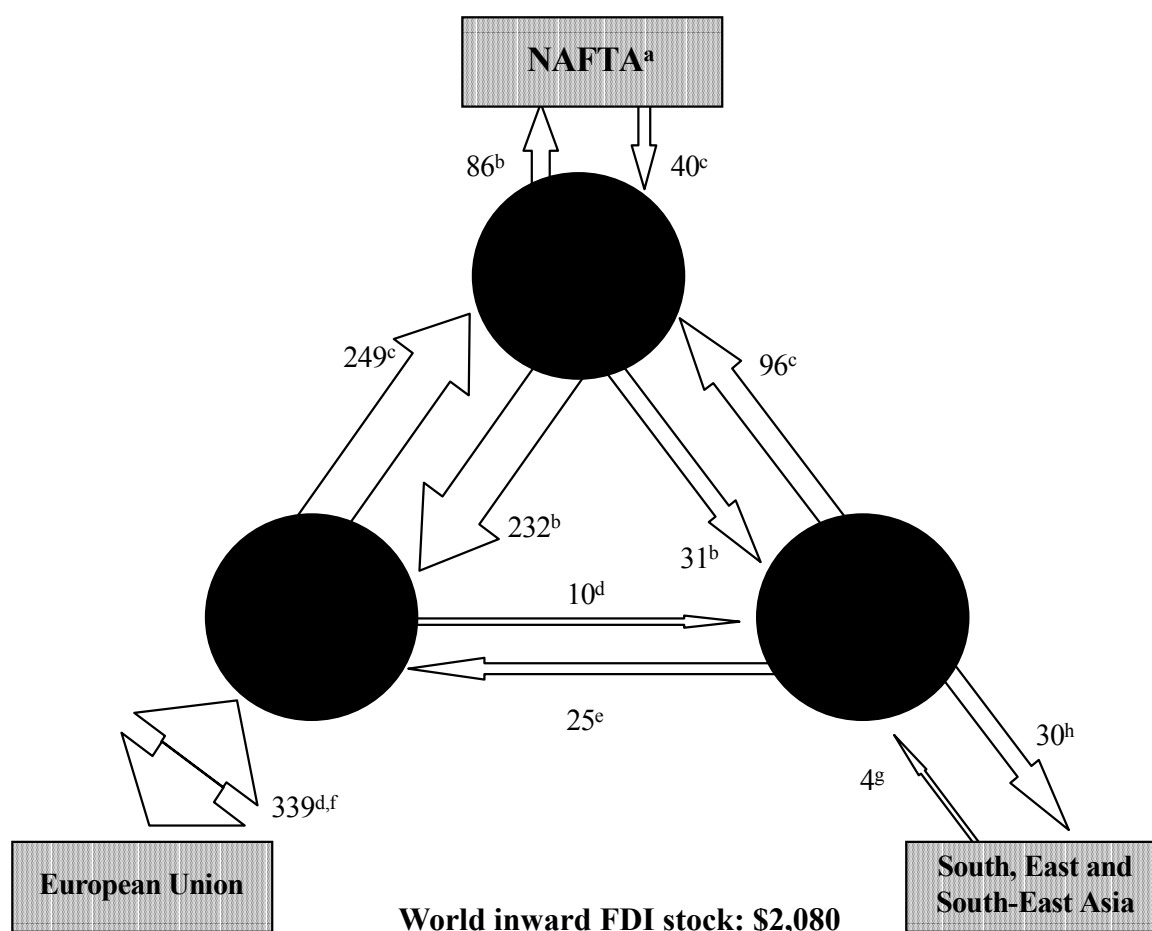 NAFTAᵃ
86ᵇ
40ᶜ
249ᶜ
96ᶜ
232ᵇ
31ᵇ
10ᵈ
25ᵉ
30ʰ
4ᵍ
339ᵈ,ᶠ
European Union
South, East and
South-East Asia
World inward FDI stock: $2,080